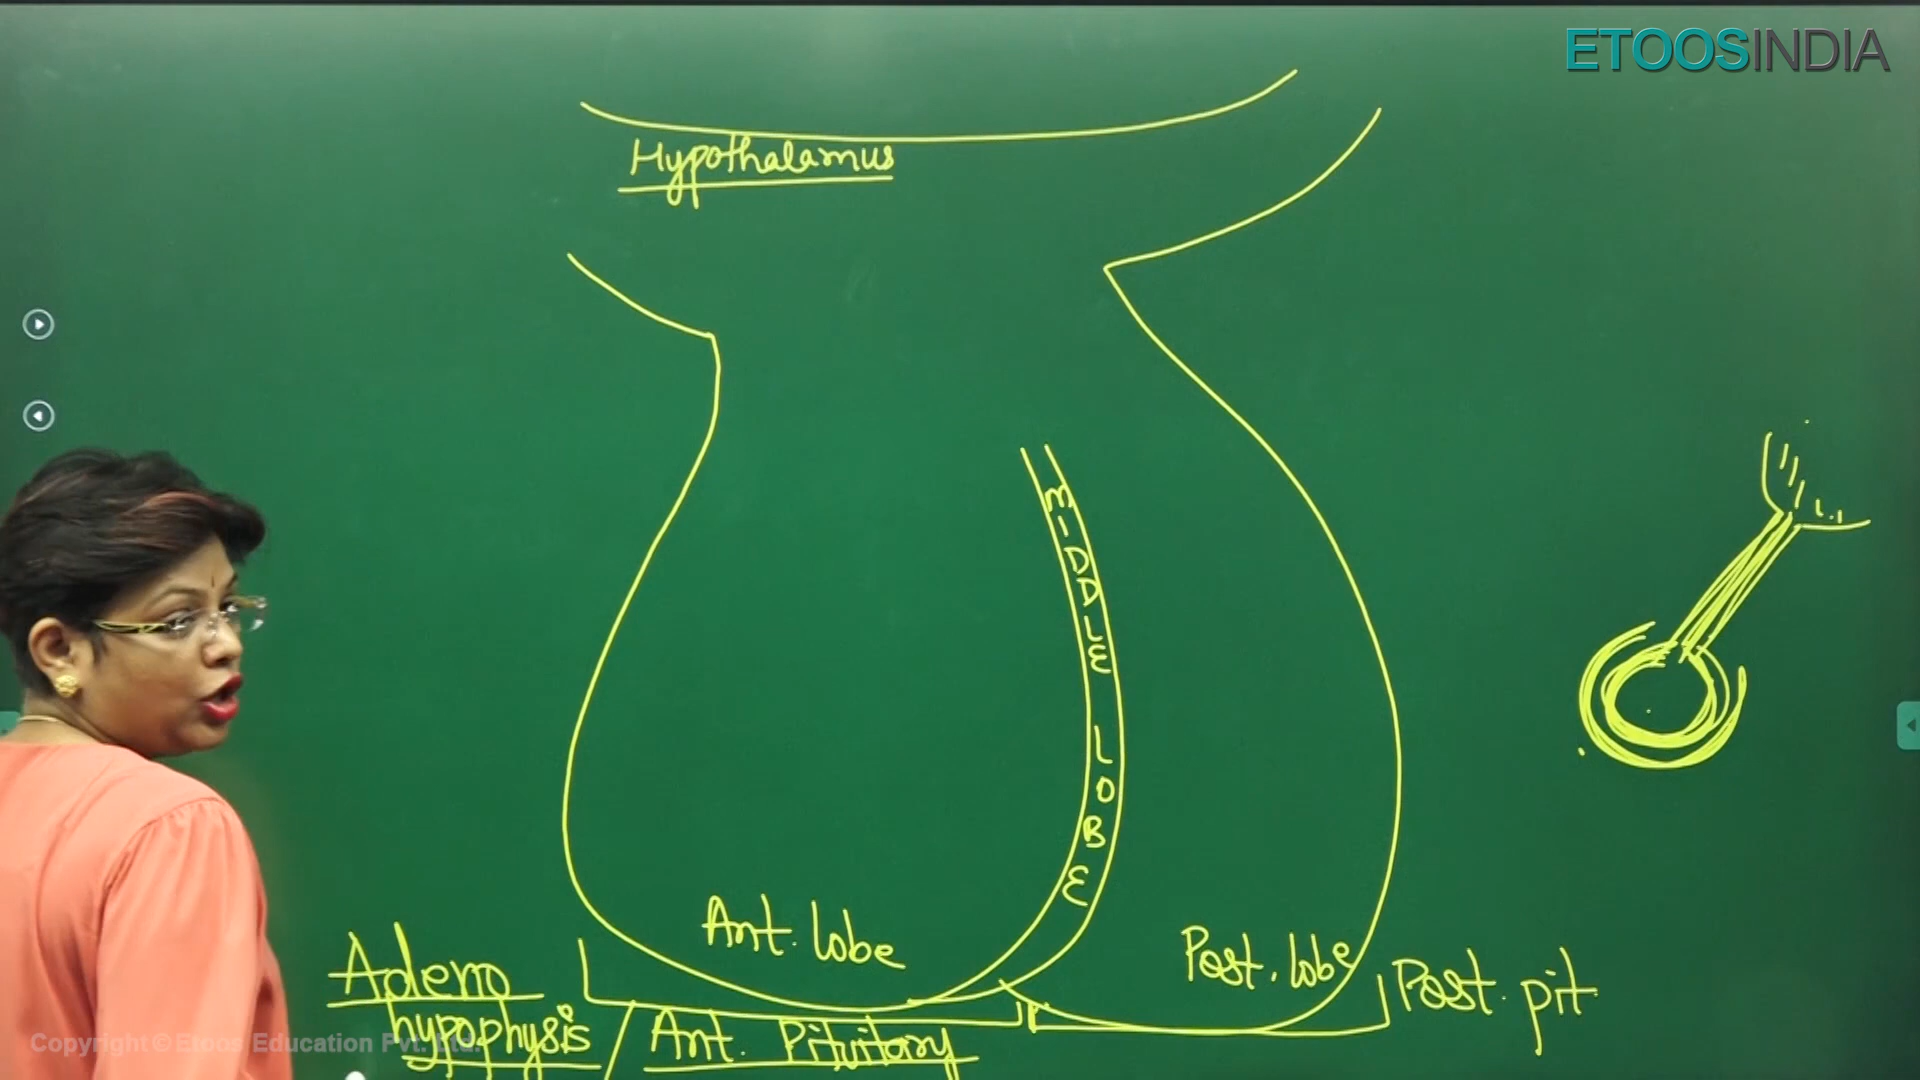 ETOOSINDIA
Hypothalamus
MIDDLE LOBE
Ant. lobe
Post. lobe
Post. pit
Adeno
hypophysis
Ant. Pituitary
Copyright © Etoos Education Pvt. Ltd.